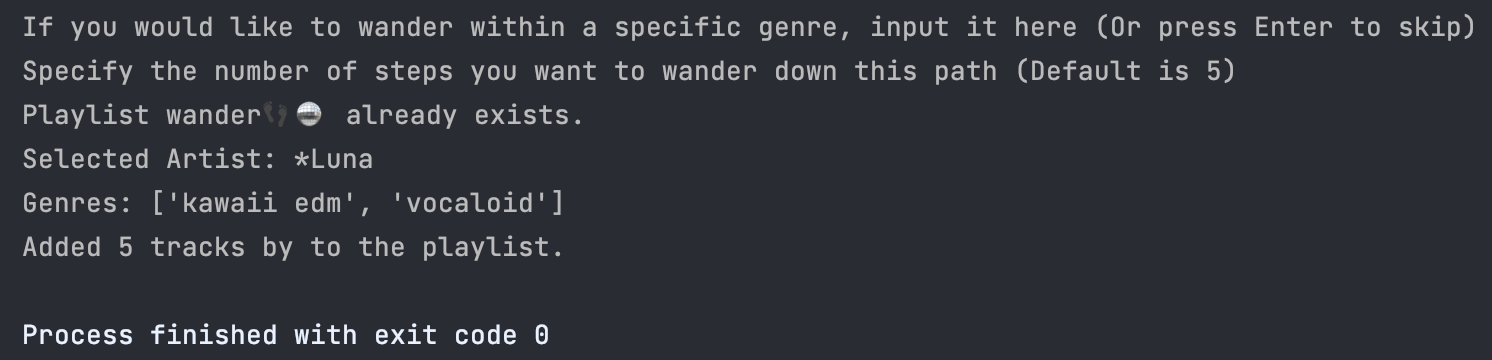 If you would like to wander within a specific genre, input it here (Or press Enter to skip)
Specify the number of steps you want to wander down this path (Default is 5)
Playlist wander👣🪩 already exists.
Selected Artist: *Luna
Genres: ['kawaii edm', 'vocaloid']
Added 5 tracks by to the playlist.
Process finished with exit code 0